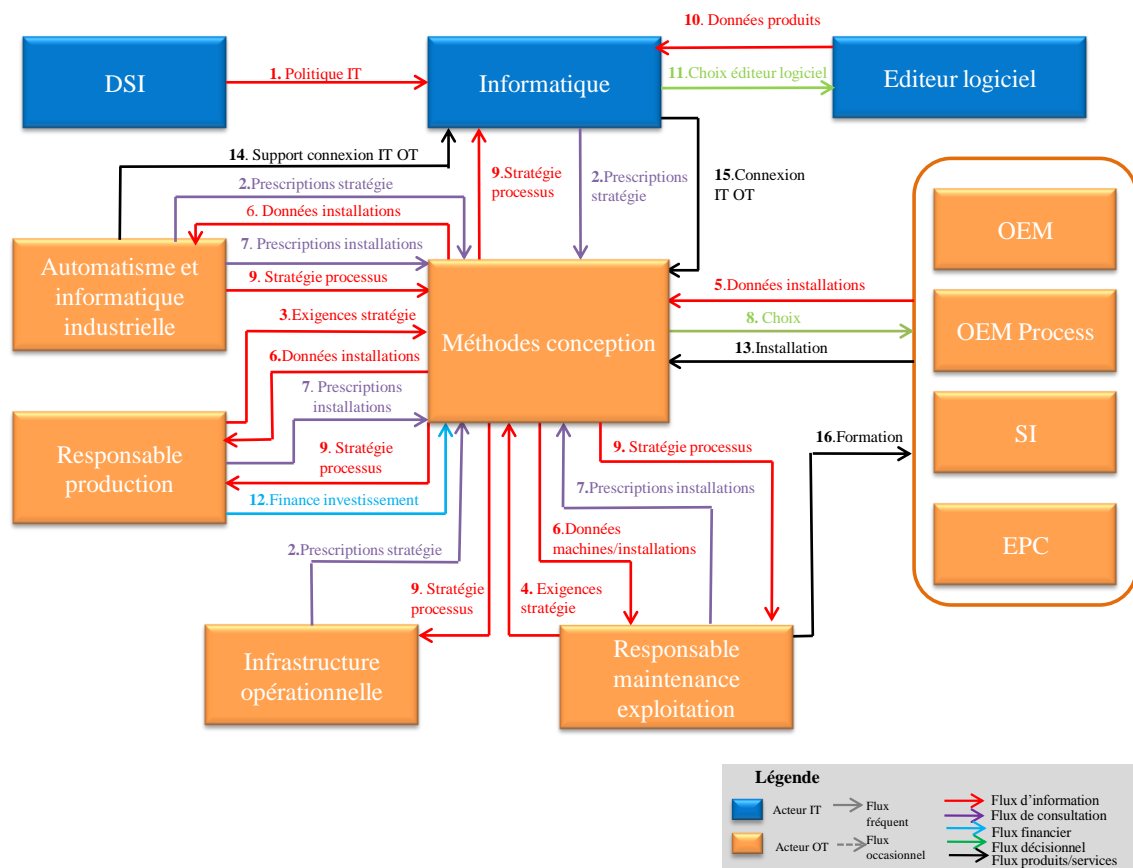 10. Données produits
DSI
1. Politique IT
Informatique
11.Choix éditeur logiciel
Editeur logiciel
14. Support connexion IT OT
9.Stratégie
processus
2.Prescriptions
stratégie
15.Connexion
IT OT
2.Prescriptions stratégie
6. Données installations
7. Prescriptions installations
9. Stratégie processus
Automatisme et
informatique
industrielle
OEM
OEM Process
SI
EPC
Méthodes conception
5.Données installations
8. Choix
13.Installation
3.Exigences stratégie
6.Données installations
7. Prescriptions
installations
9. Stratégie
processus
12.Finance investissement
Responsable
production
9. Stratégie processus
16.Formation
7.Prescriptions installations
6.Données
machines/installations
2.Prescriptions stratégie
9. Stratégie
processus
4. Exigences
stratégie
Infrastructure
opérationnelle
Responsable
maintenance
exploitation
Légende
Acteur IT
Flux
fréquent
Acteur OT
Flux
occasionnel
Flux d’information
Flux de consultation
Flux financier
Flux décisionnel
Flux produits/services